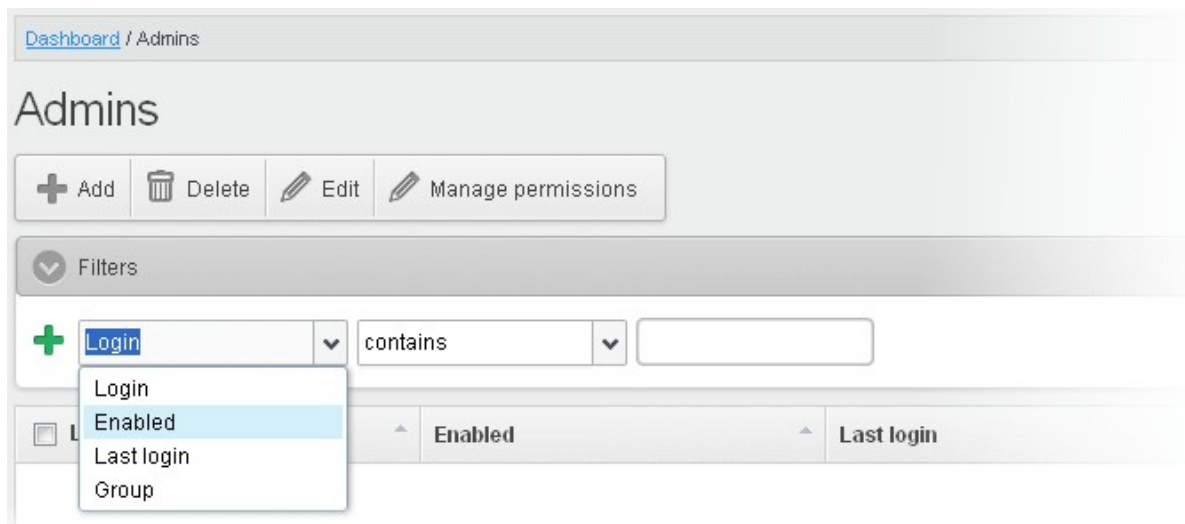 Dashboard / Admins
Admins
Add Delete Edit Manage permissions
Filters
Login contains
Login
Enabled
Last login
Group
L Enabled Last login